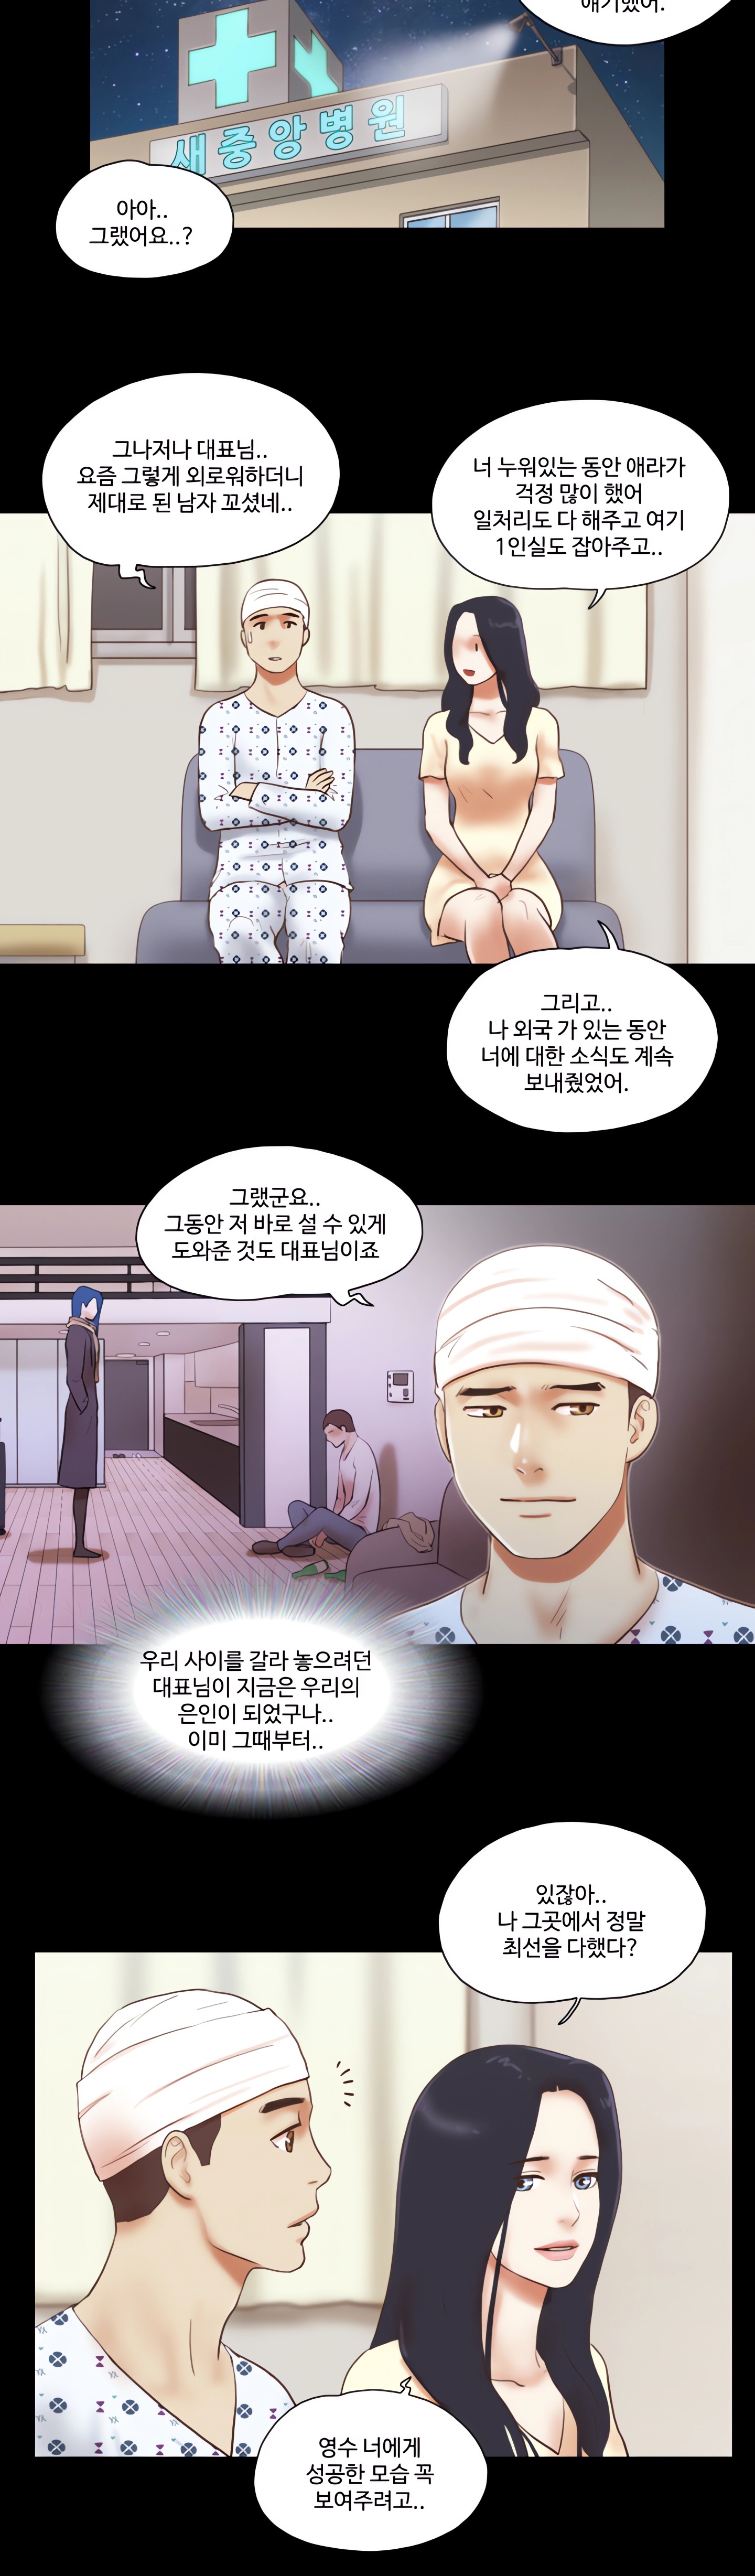 얘기했어.
새중앙병원
아아..
그랬어요..?
그나저나 대표님..
요즘 그렇게 외로워하더니
제대로 된 남자 꼬셨네..
너 누워있는 동안 애라가
걱정 많이 했어
일처리도 다 해주고 여기
1인실도 잡아주고..
그리고..
나 외국 가 있는 동안
너에 대한 소식도 계속
보내줬었어.
그랬군요..
그동안 저 바로 설 수 있게
도와준 것도 대표님이죠
우리 사이를 갈라 놓으려던
대표님이 지금은 우리의
은인이 되었구나..
이미 그때부터..
있잖아..
나 그곳에서 정말
최선을 다했다?
영수 너에게
성공한 모습 꼭
보여주려고..